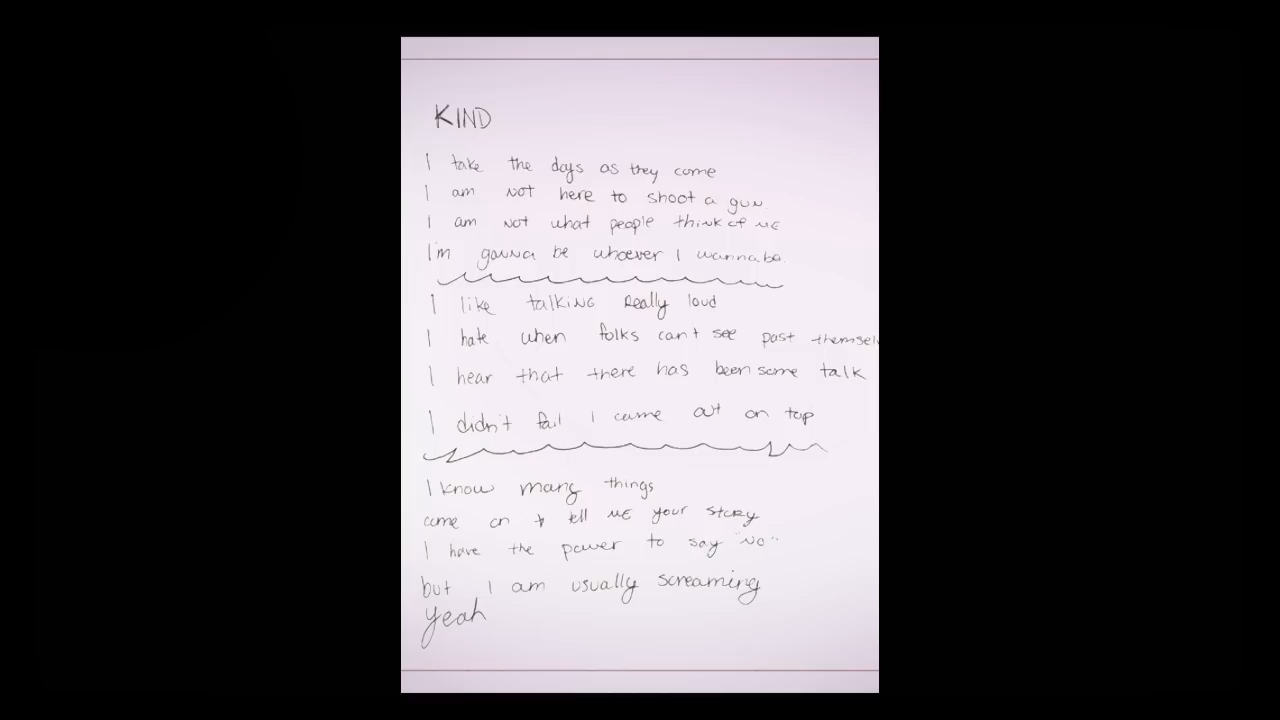 KIND
I take the days as they come
I am not here to shoot a gun.
I am not what people think of ME
I'm gonna be whoever I wanna be.
I like talking Really loud
I hate when folks can't see past themsel
I hear that there has been some talk
I didn't fail I came out on top
I know many things
come on + tell ME your story
I have the power to say "NO"
but I am usually screaming
yeah